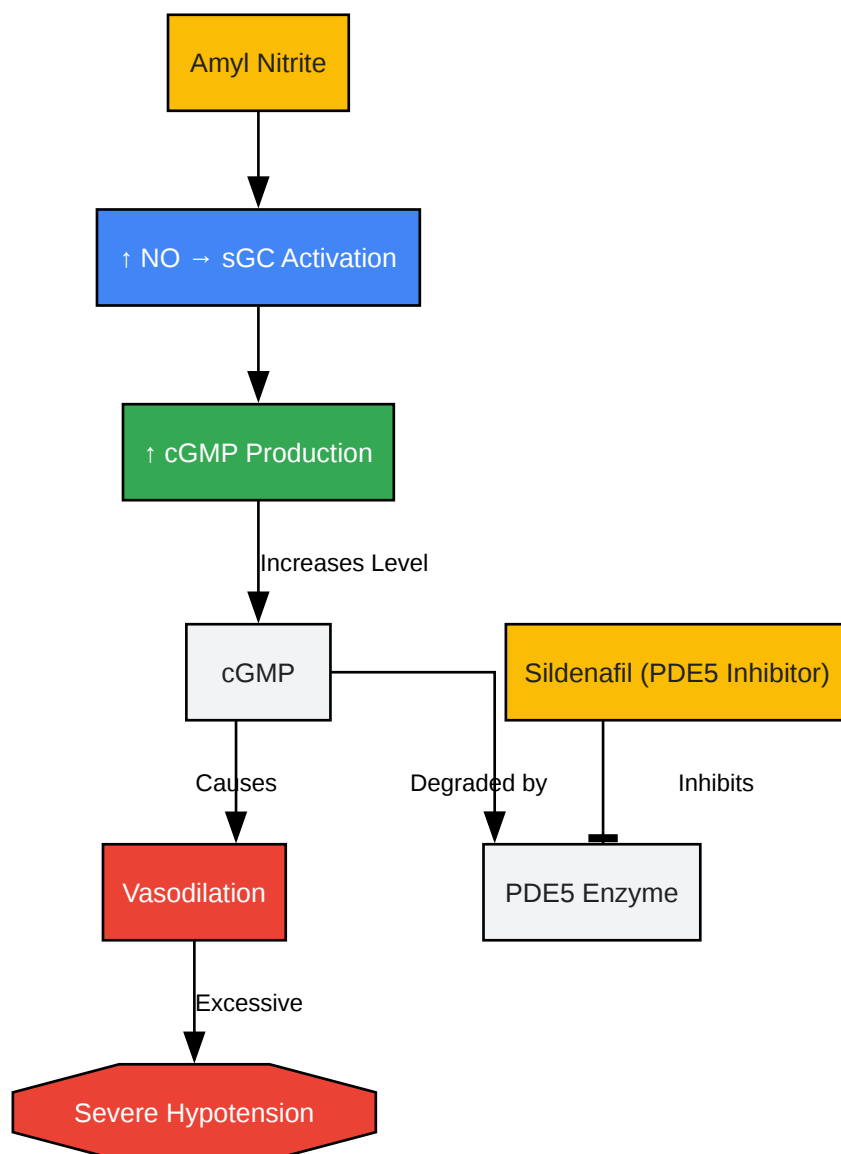 Amyl Nitrite
↑ NO → sGC Activation
↑ cGMP Production
Increases Level
cGMP
Sildenafil (PDE5 Inhibitor)
Causes
Degraded by
Inhibits
Vasodilation
PDE5 Enzyme
Excessive
Severe Hypotension